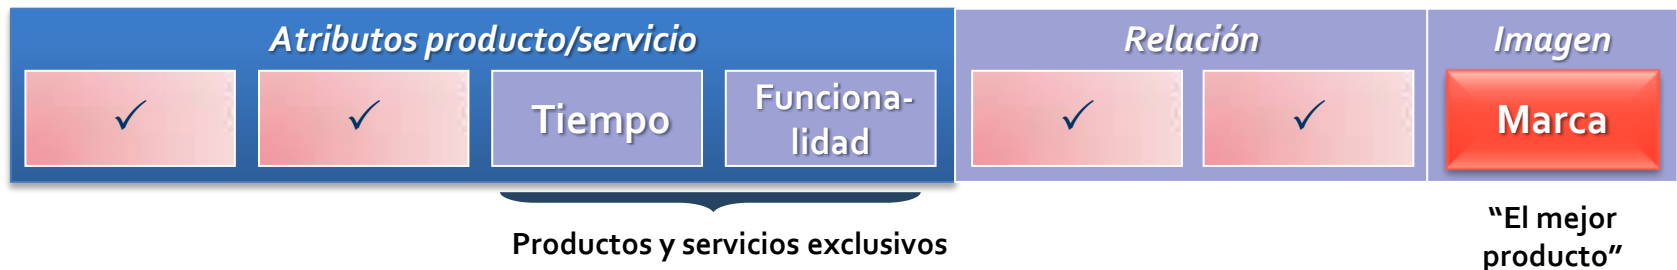 Atributos producto/servicio
Relación
Imagen
✓
✓
Tiempo
Funciona-
lidad
✓
✓
Marca
Productos y servicios exclusivos
“El mejor
producto”